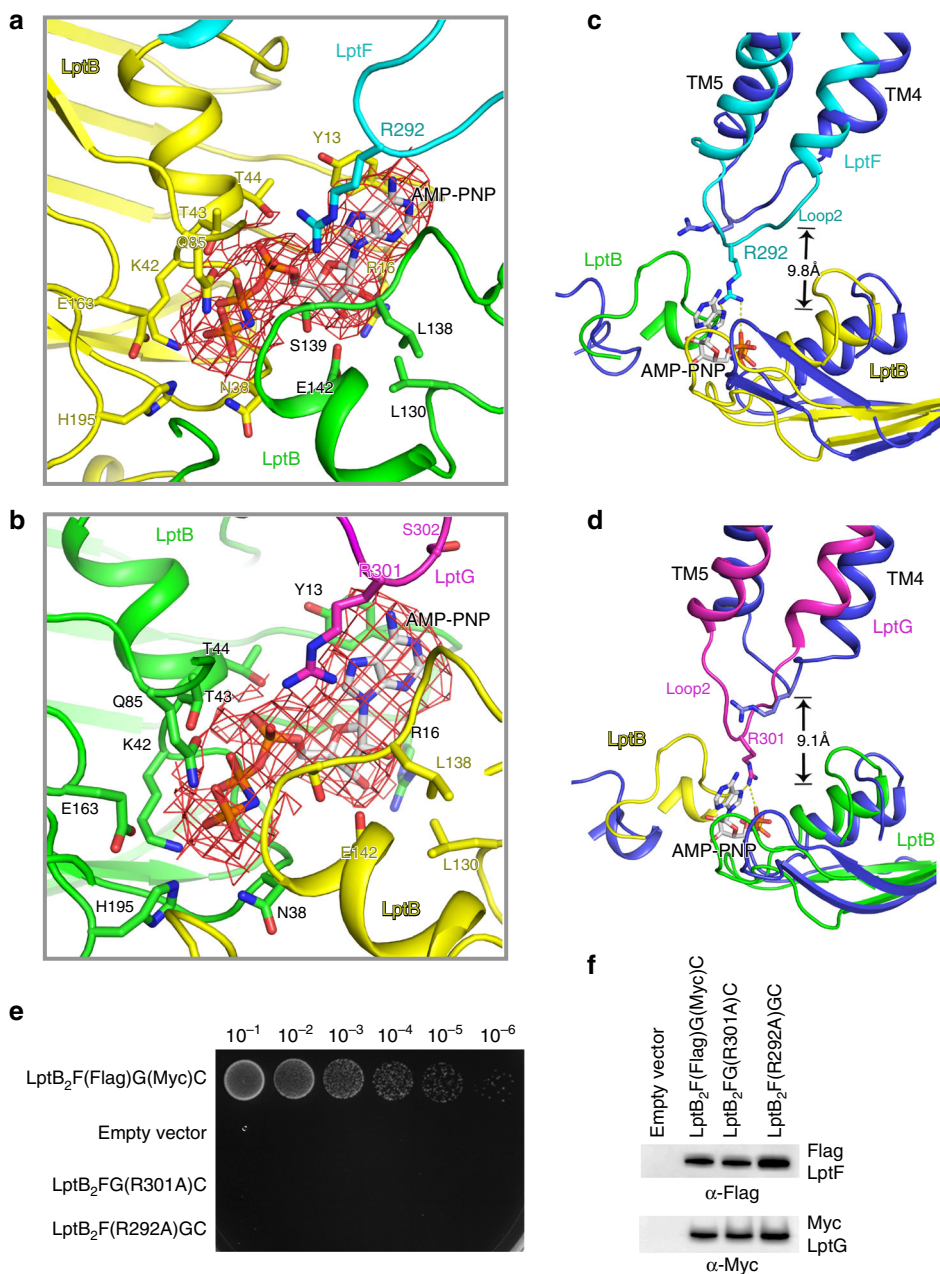 a
LptB
LptF
R292
Y13
T44
AMP-PNP
T43
Q85
K42
R16
E163
L138
S139
N38
E142
L130
H195
LptB
b
LptB
S302
R301
LptG
Y13
AMP-PNP
T44
Q85
T43
K42
R16
L138
E163
E142
L130
H195
N38
LptB
c
TM5
TM4
LptF
Loop2
LptB
R292
9.8Å
AMP-PNP
LptB
d
TM5
TM4
LptG
Loop2
R301
9.1Å
LptB
AMP-PNP
LptB
e
10⁻¹ 10⁻² 10⁻³ 10⁻⁴ 10⁻⁵ 10⁻⁶
LptB₂F(Flag)G(Myc)C
Empty vector
LptB₂FG(R301A)C
LptB₂F(R292A)GC
f
Empty vector
LptB₂F(Flag)G(Myc)C
LptB₂FG(R301A)C
LptB₂F(R292A)GC
Flag
LptF
α-Flag
Myc
LptG
α-Myc